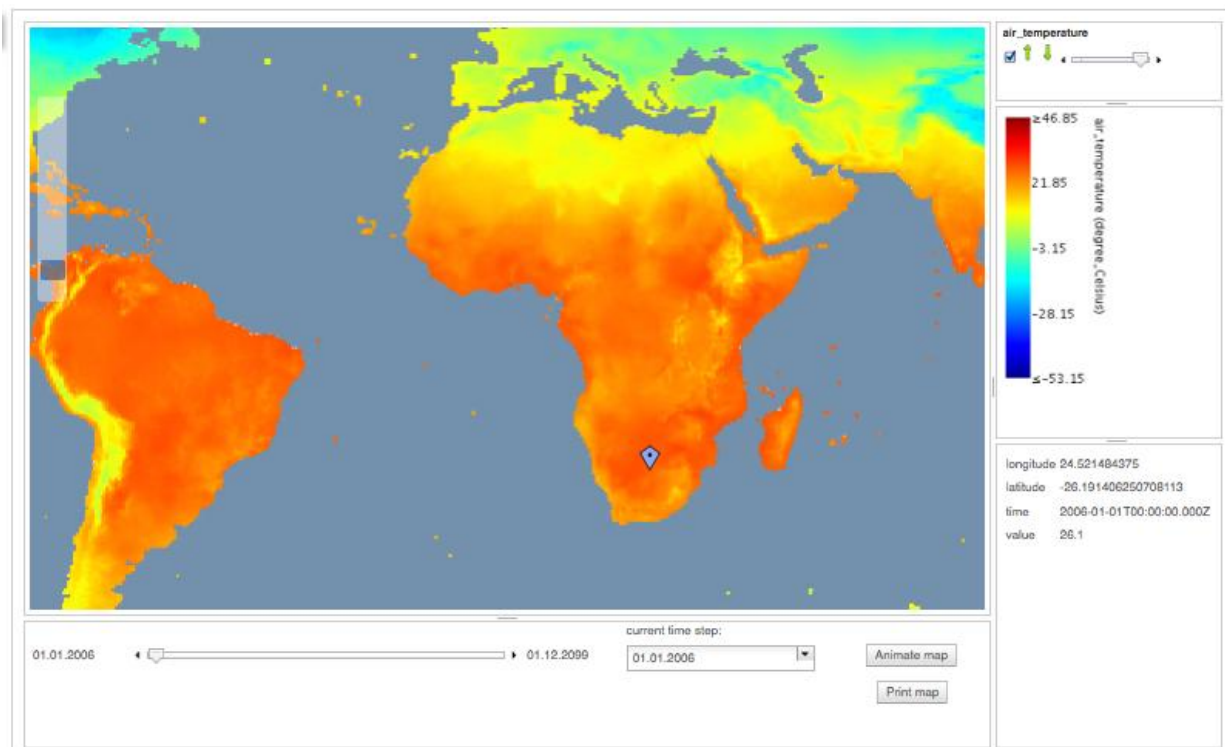 air_temperature
≥46.85
21.85
-3.15
-28.15
≤-53.15
air_temperature (degree_Celsius)
longitude 24.521484375
latitude -26.191406250708113
time 2006-01-01T00:00:00.000Z
value 26.1
current time step:
01.01.2006 01.12.2099 01.01.2006 Animate map
Print map